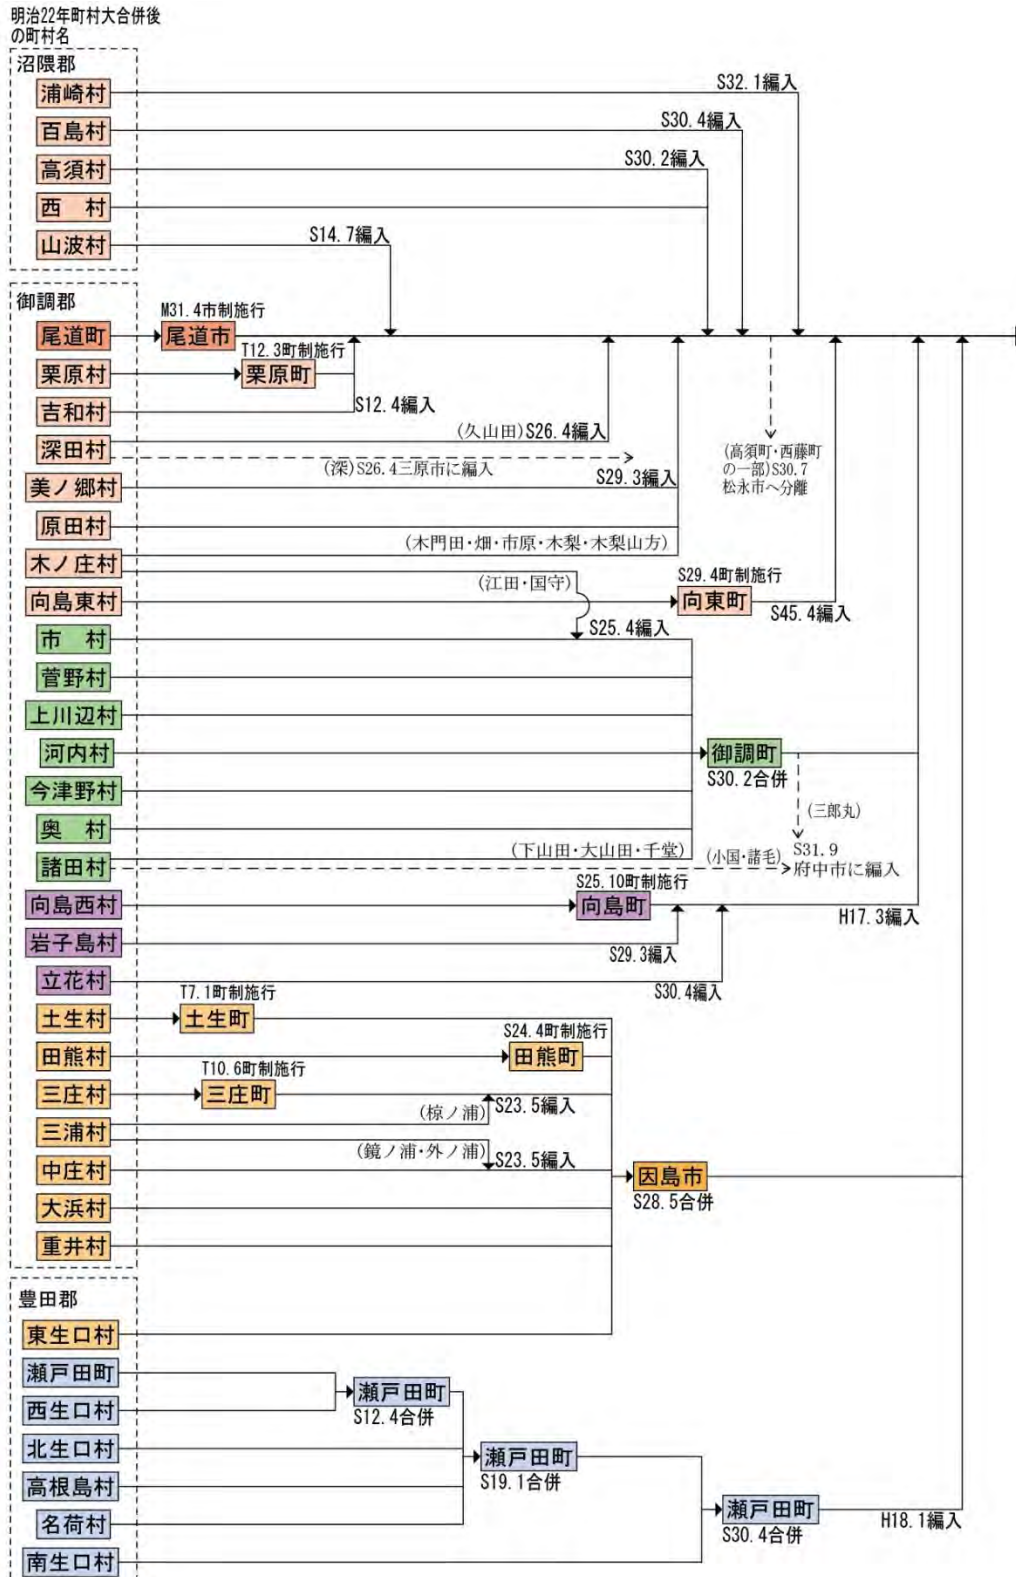 明治22年町村大合併後
の町村名
沼隈郡
浦崎村
S32.1編入
百島村
S30.4編入
高須村
S30.2編入
西　村
山波村
S14.7編入
御調郡
M31.4市制施行
尾道町
尾道市
T12.3町制施行
栗原村
栗原町
吉和村
S12.4編入
深田村
(久山田)S26.4編入
(深)S26.4三原市に編入
(高須町・西藤町
の一部)S30.7
松永市へ分離
美ノ郷村
S29.3編入
原田村
(木門田・畑・市原・木梨・木梨山方)
木ノ庄村
(江田・国守)
S29.4町制施行
向島東村
向東町
S45.4編入
市　村
S25.4編入
菅野村
上川辺村
河内村
御調町
S30.2合併
今津野村
(三郎丸)
奥　村
(下山田・大山田・千堂)
(小国・諸毛)
S31.9
府中市に編入
諸田村
S25.10町制施行
向島西村
向島町
H17.3編入
岩子島村
S29.3編入
立花村
S30.4編入
T7.1町制施行
土生村
土生町
S24.4町制施行
田熊村
田熊町
T10.6町制施行
三庄村
三庄町
S23.5編入
(椋ノ浦)
三浦村
(鏡ノ浦・外ノ浦)
S23.5編入
中庄村
因島市
S28.5合併
大浜村
重井村
豊田郡
東生口村
瀬戸田町
瀬戸田町
S12.4合併
西生口村
北生口村
瀬戸田町
S19.1合併
高根島村
名荷村
瀬戸田町
S30.4合併
H18.1編入
南生口村